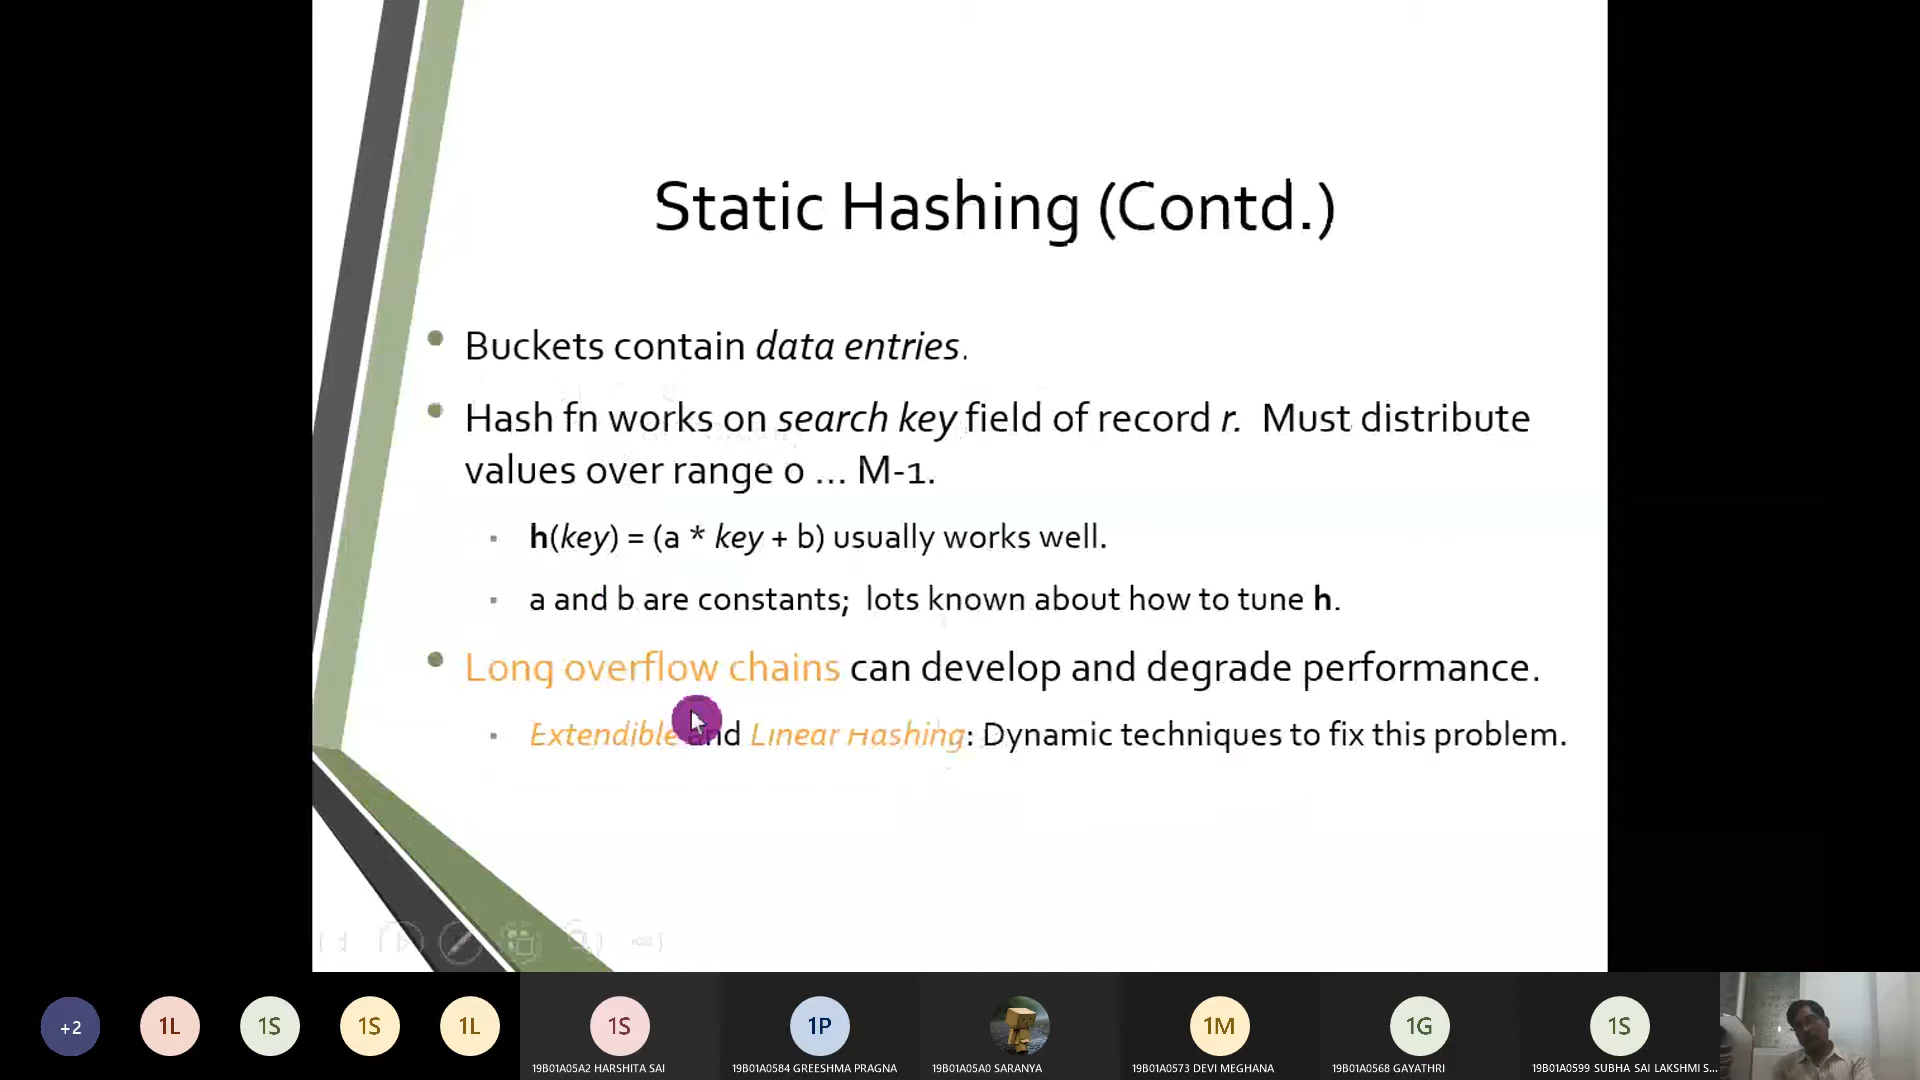 Static Hashing (Contd.)
Buckets contain data entries.
Hash fn works on search key field of record r. Must distribute
values over range 0 ... M-1.
h(key) = (a * key + b) usually works well.
a and b are constants; lots known about how to tune h.
Long overflow chains can develop and degrade performance.
Extendible and Linear Hashing: Dynamic techniques to fix this problem.
+2
1L
1S
1S
1L
1S
1P
1M
1G
1S
19B01A05A2 HARSHITA SAI
19B01A0584 GREESHMA PRAGNA
19B01A05A0 SARANYA
19B01A0573 DEVI MEGHANA
19B01A0568 GAYATHRI
19B01A0599 SUBHA SAI LAKSHMI S...